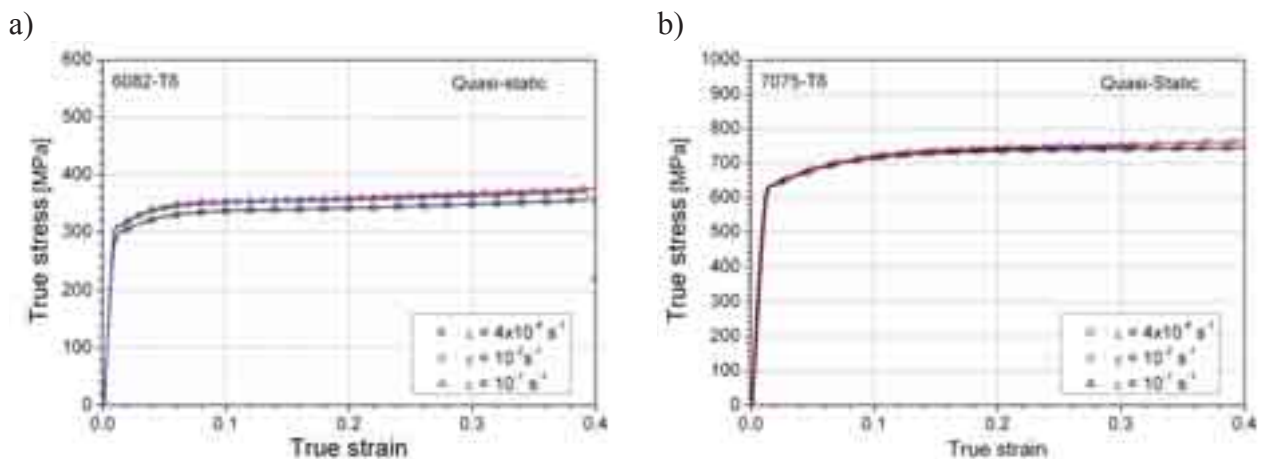 a)
600
500
400
300
200
100
0
True stress [MPa]
6082-T6
Quasi-static
0.0 0.1 0.2 0.3 0.4
True strain
b)
1000
900
800
700
600
500
400
300
200
100
0
True stress [MPa]
7075-T6
Quasi-Static
0.0 0.1 0.2 0.3 0.4
True strain